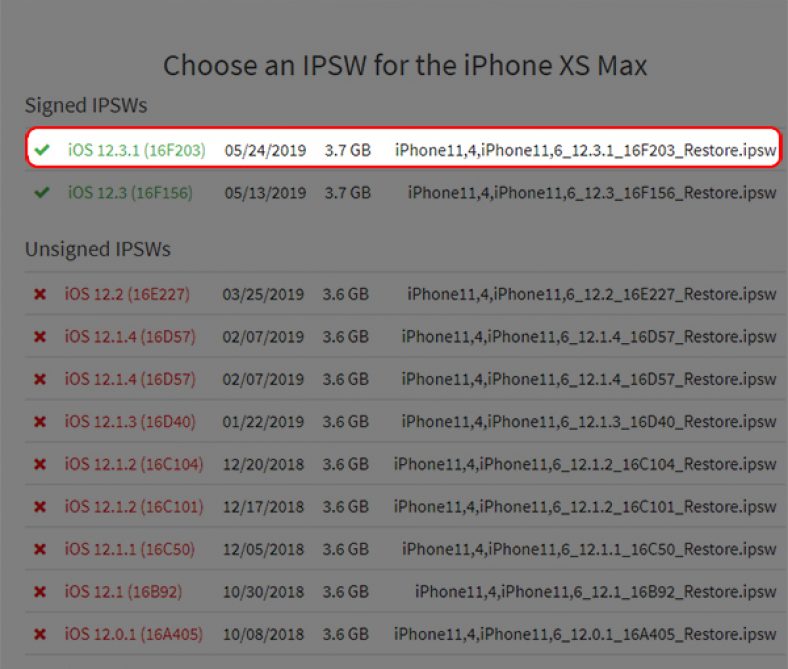 Choose an IPSW for the iPhone XS Max
Signed IPSWs
iOS 12.3.1 (16F203) 05/24/2019 3.7 GB iPhone11,4,iPhone11,6_12.3.1_16F203_Restore.ipsw
iOS 12.3 (16F156) 05/13/2019 3.7 GB iPhone11,4,iPhone11,6_12.3_16F156_Restore.ipsw
Unsigned IPSWs
iOS 12.2 (16E227) 03/25/2019 3.6 GB iPhone11,4,iPhone11,6_12.2_16E227_Restore.ipsw
iOS 12.1.4 (16D57) 02/07/2019 3.6 GB iPhone11,4,iPhone11,6_12.1.4_16D57_Restore.ipsw
iOS 12.1.4 (16D57) 02/07/2019 3.6 GB iPhone11,4,iPhone11,6_12.1.4_16D57_Restore.ipsw
iOS 12.1.3 (16D40) 01/22/2019 3.6 GB iPhone11,4,iPhone11,6_12.1.3_16D40_Restore.ipsw
iOS 12.1.2 (16C104) 12/20/2018 3.6 GB iPhone11,4,iPhone11,6_12.1.2_16C104_Restore.ipsw
iOS 12.1.2 (16C101) 12/17/2018 3.6 GB iPhone11,4,iPhone11,6_12.1.2_16C101_Restore.ipsw
iOS 12.1.1 (16C50) 12/05/2018 3.6 GB iPhone11,4,iPhone11,6_12.1.1_16C50_Restore.ipsw
iOS 12.1 (16B92) 10/30/2018 3.6 GB iPhone11,4,iPhone11,6_12.1_16B92_Restore.ipsw
iOS 12.0.1 (16A405) 10/08/2018 3.6 GB iPhone11,4,iPhone11,6_12.0.1_16A405_Restore.ipsw